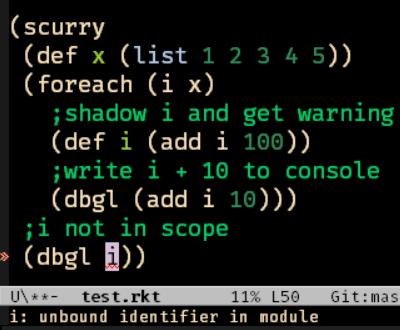 (scurry
(def x (list 1 2 3 4 5))
(foreach (i x)
;shadow i and get warning
(def i (add i 100))
;write i + 10 to console
(dbgl (add i 10)))
;i not in scope
» (dbgl i))
U\**-  test.rkt  11% L50  Git:mas
i: unbound identifier in module